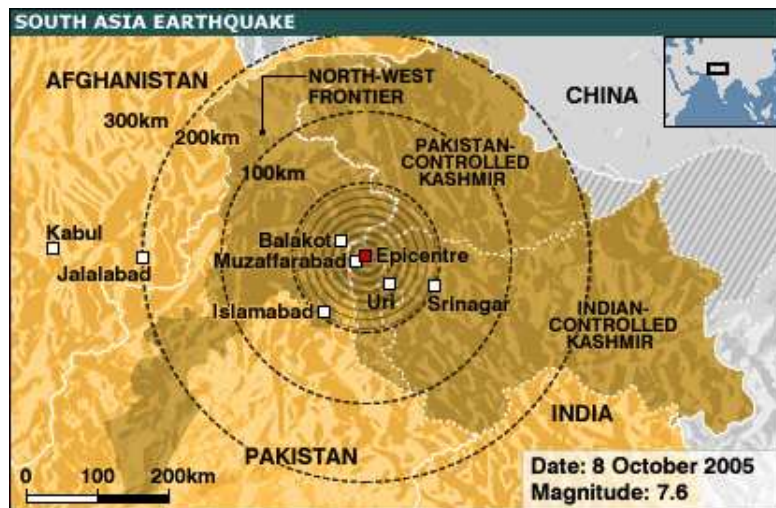 SOUTH ASIA EARTHQUAKE
AFGHANISTAN
NORTH-WEST
FRONTIER
CHINA
300km
200km
100km
PAKISTAN-
CONTROLLED
KASHMIR
Kabul
Jalalabad
Balakot
Muzaffarabad
Epicentre
Uri
Srinagar
Islamabad
INDIAN-
CONTROLLED
KASHMIR
INDIA
PAKISTAN
0 100 200km
Date: 8 October 2005
Magnitude: 7.6